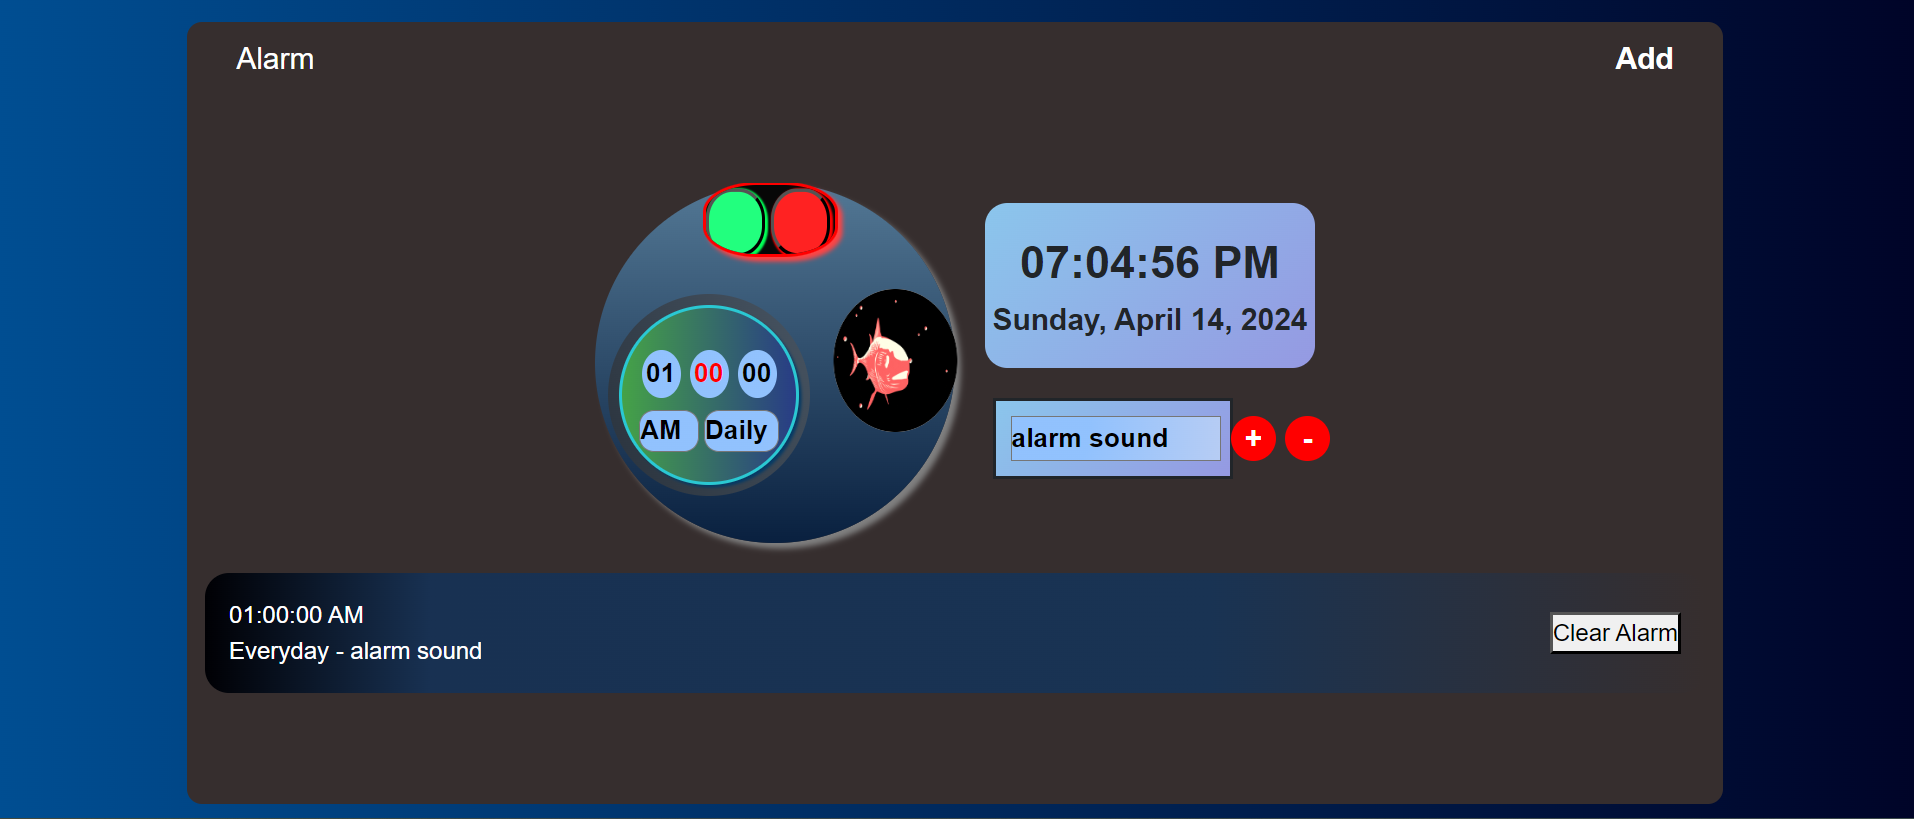 Alarm
Add
07:04:56 PM
Sunday, April 14, 2024
01 00 00
AM Daily
alarm sound + -
01:00:00 AM
Everyday - alarm sound
Clear Alarm